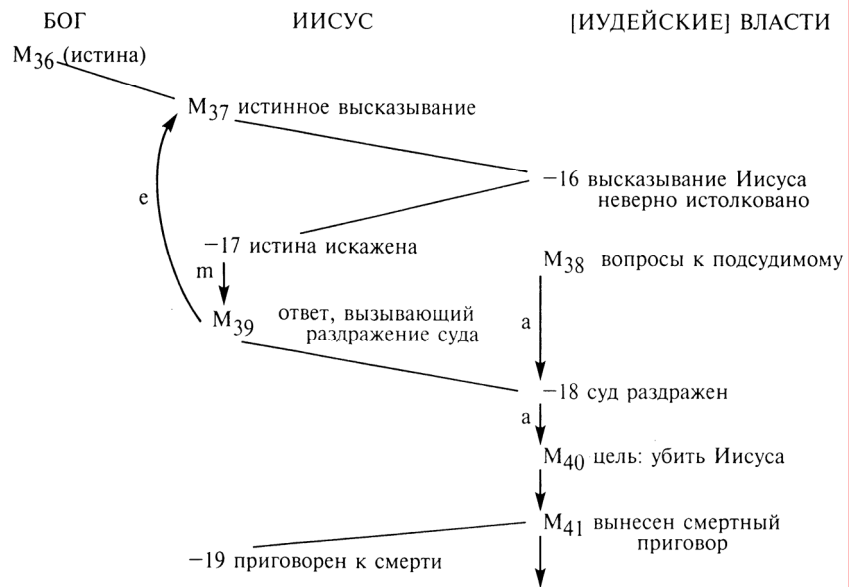 БОГ ИИСУС [ИУДЕЙСКИЕ] ВЛАСТИ
M36 (истина)
M37 истинное высказывание
−16 высказывание Иисуса
неверно истолковано
e
−17 истина искажена
M38 вопросы к подсудимому
m
M39 ответ, вызывающий
раздражение суда
a
−18 суд раздражен
a
M40 цель: убить Иисуса
M41 вынесен смертный
приговор
−19 приговорен к смерти